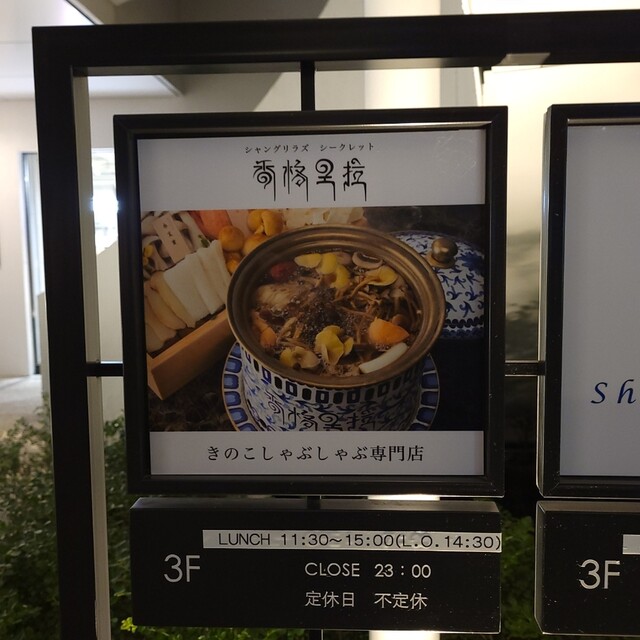 シャングリラズ シークレット
香格里拉
きのこしゃぶしゃぶ専門店
LUNCH 11:30～15:00(L.O.14:30)
3F
CLOSE 23:00
定休日 不定休
Sh
3F